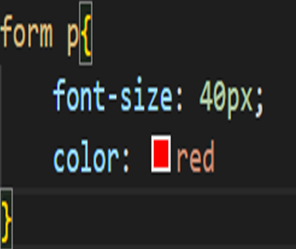 form p{
font-size: 40px;
color: red
}